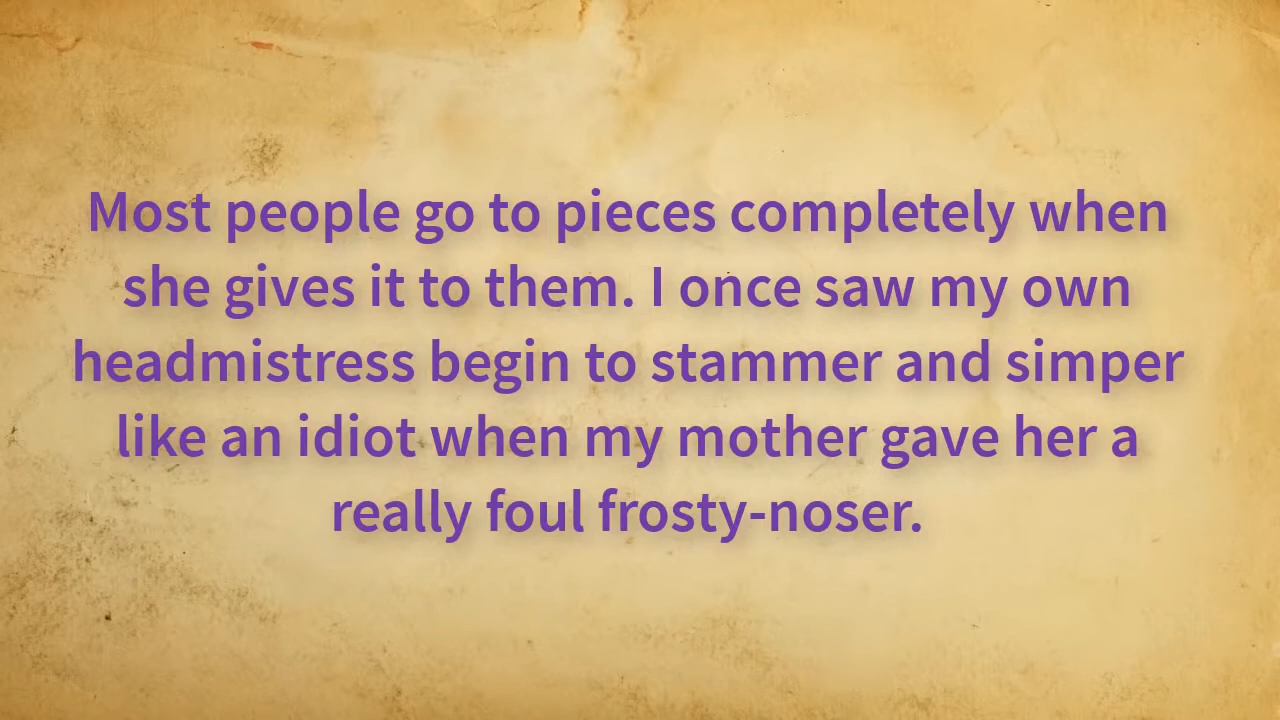 Most people go to pieces completely when
she gives it to them. I once saw my own
headmistress begin to stammer and simper
like an idiot when my mother gave her a
really foul frosty-noser.